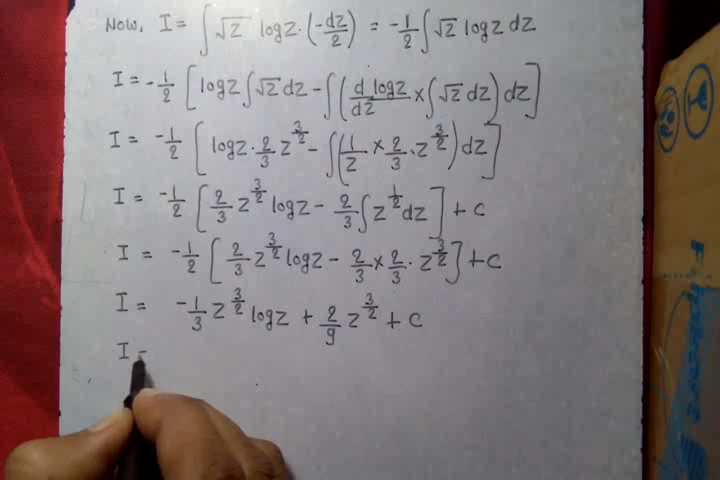 Now, I = ∫ √z log z · (-dz/2) = -1/2 ∫ √z log z dz
I = -1/2 [ log z ∫ √z dz - ∫ ( d log z/dz × ∫ √z dz ) dz ]
I = -1/2 [ log z · 2/3 z^(3/2) - ∫ ( 1/z × 2/3 · z^(3/2) ) dz ]
I = -1/2 [ 2/3 z^(3/2) log z - 2/3 ∫ z^(1/2) dz ] + c
I = -1/2 [ 2/3 z^(3/2) log z - 2/3 × 2/3 · z^(3/2) ] + c
I = -1/3 z^(3/2) log z + 2/9 z^(3/2) + c
I =